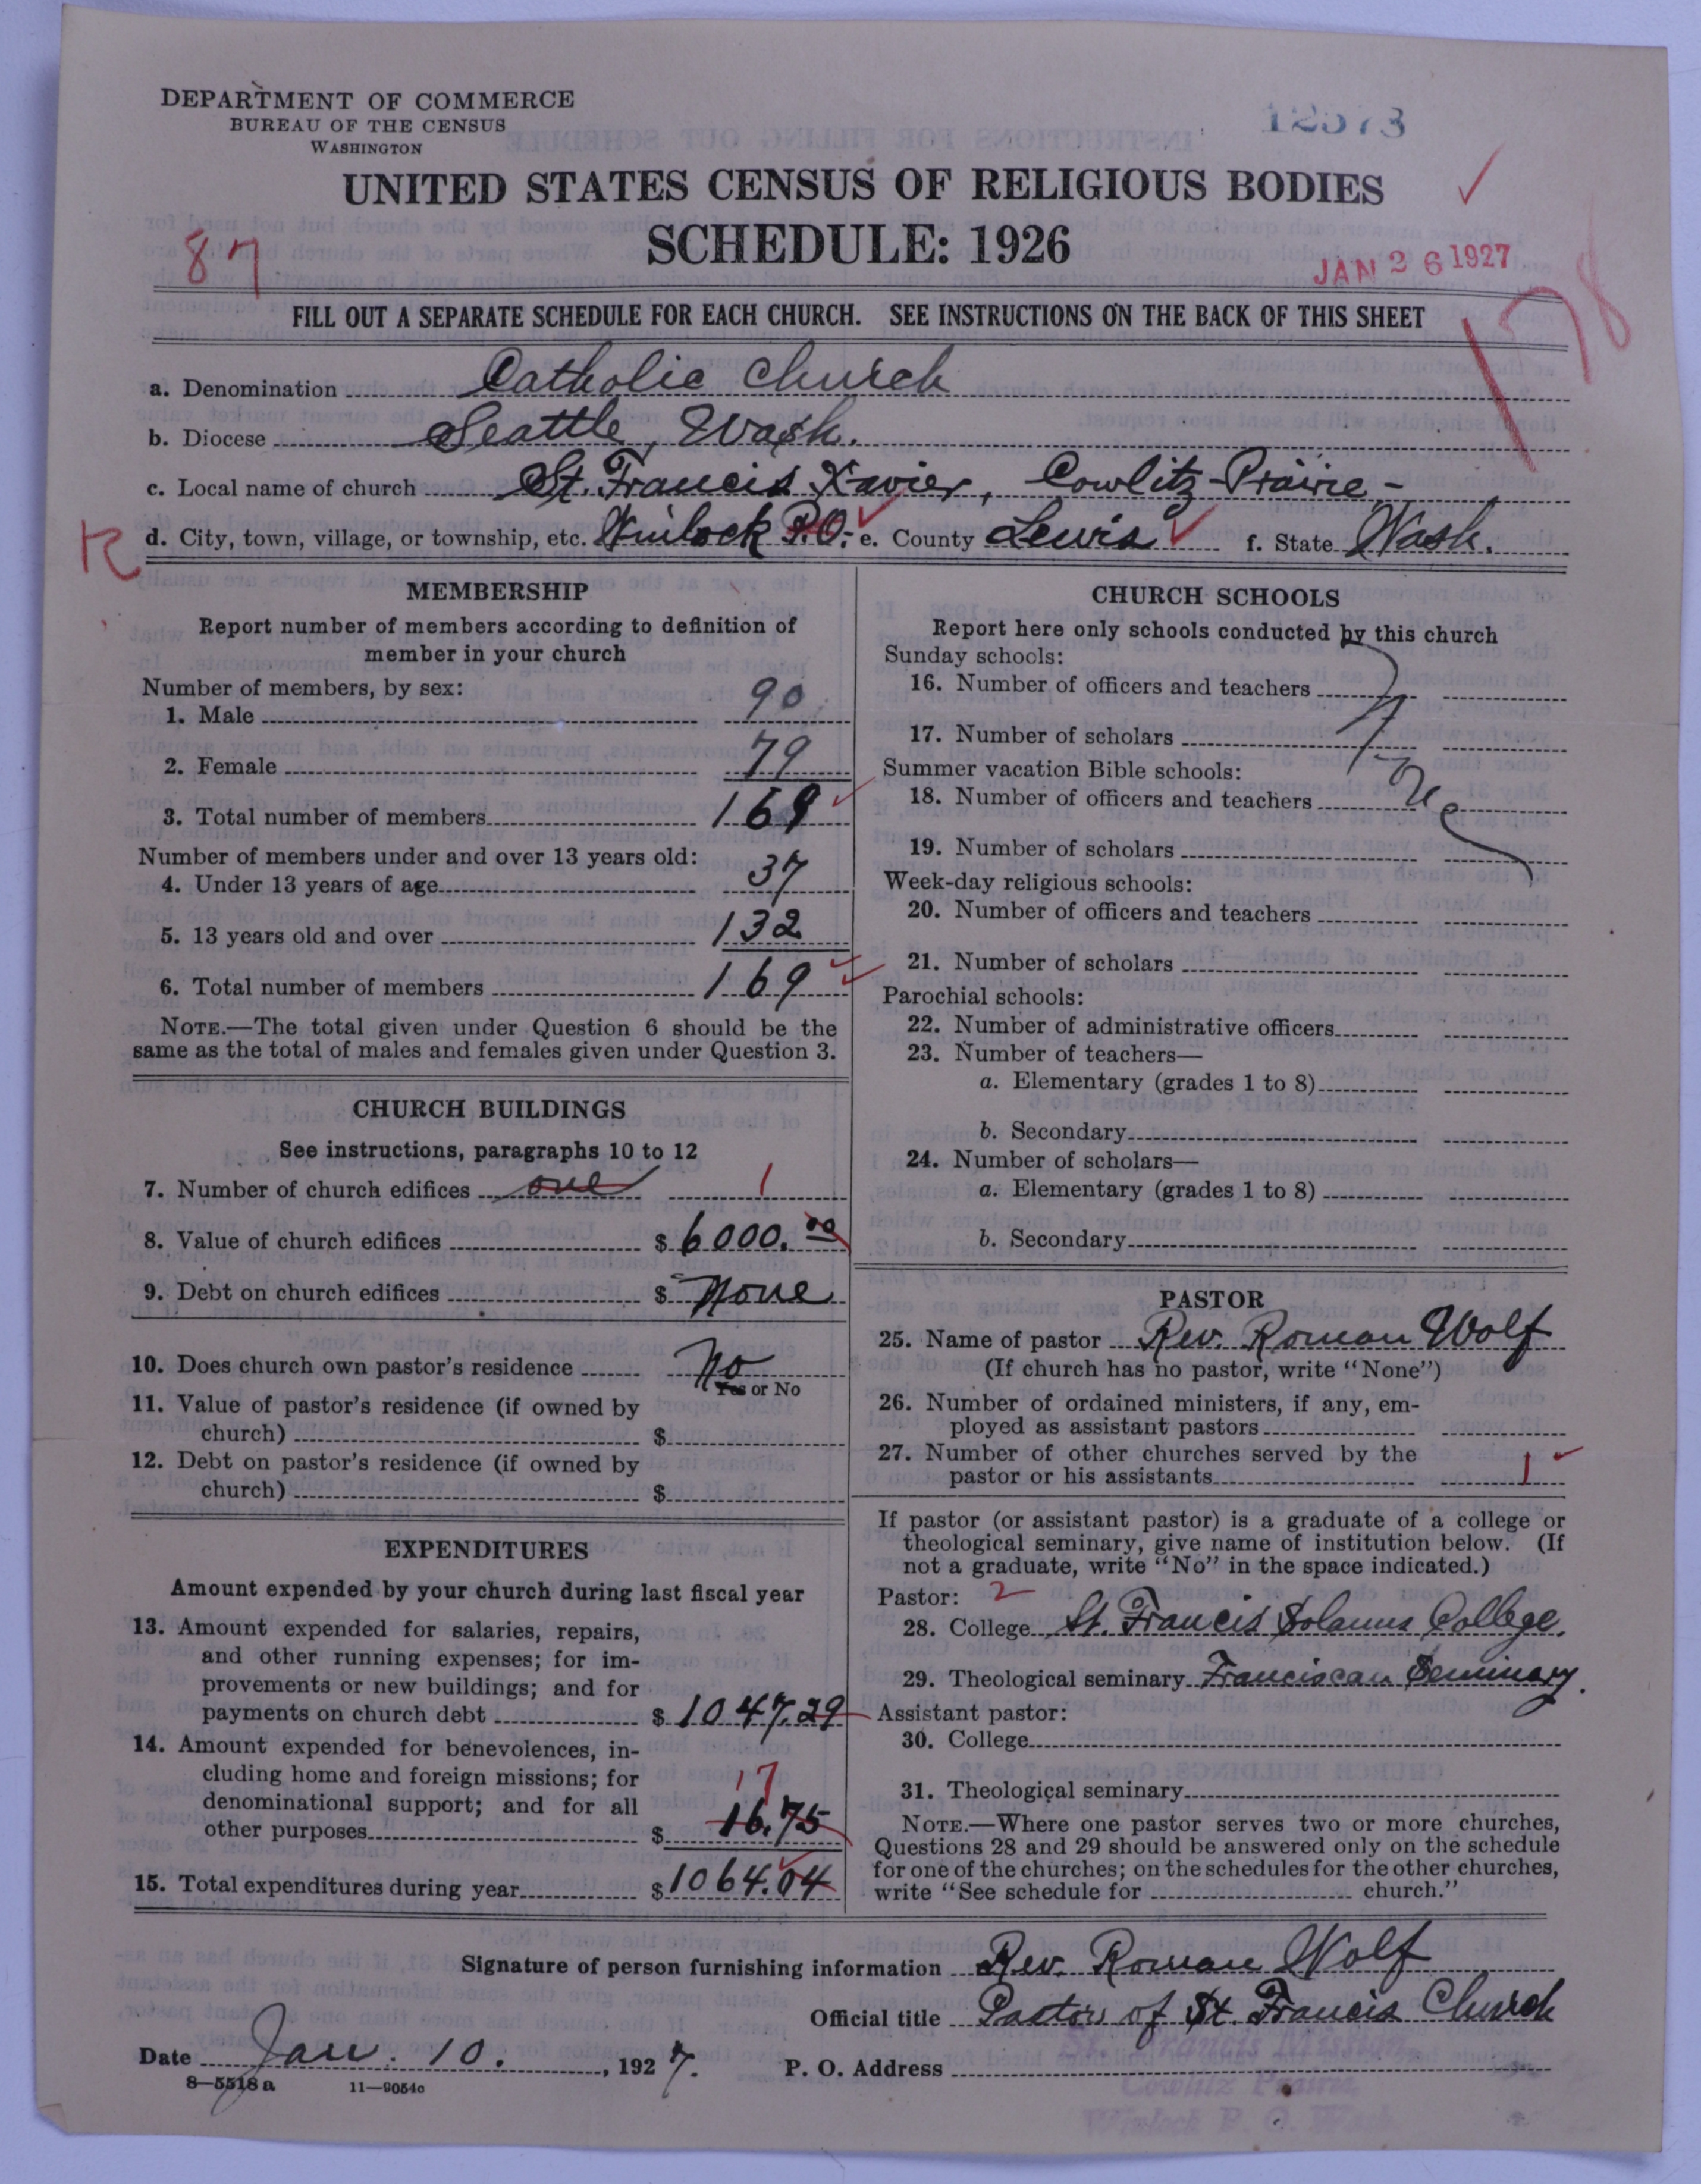 DEPARTMENT OF COMMERCE
BUREAU OF THE CENSUS
WASHINGTON
12573
UNITED STATES CENSUS OF RELIGIOUS BODIES
SCHEDULE: 1926
87
JAN 26 1927
178
FILL OUT A SEPARATE SCHEDULE FOR EACH CHURCH. SEE INSTRUCTIONS ON THE BACK OF THIS SHEET
a. Denomination Catholic Church
b. Diocese Seattle, Wash.
c. Local name of church St. Francis Xavier, Cowlitz Prairie -
R
d. City, town, village, or township, etc. Winlock P.O. - e. County Lewis f. State Wash.
MEMBERSHIP
Report number of members according to definition of
member in your church
Number of members, by sex:
1. Male 90
2. Female 79
3. Total number of members 169
Number of members under and over 13 years old:
4. Under 13 years of age 37
5. 13 years old and over 132
6. Total number of members 169
NOTE.—The total given under Question 6 should be the
same as the total of males and females given under Question 3.
CHURCH BUILDINGS
See instructions, paragraphs 10 to 12
7. Number of church edifices one 1
8. Value of church edifices $ 6000.00
9. Debt on church edifices $ None
10. Does church own pastor's residence No
Yes or No
11. Value of pastor's residence (if owned by
church) $
12. Debt on pastor's residence (if owned by
church) $
EXPENDITURES
Amount expended by your church during last fiscal year
13. Amount expended for salaries, repairs,
and other running expenses; for im-
provements or new buildings; and for
payments on church debt $ 1047.29
14. Amount expended for benevolences, in-
cluding home and foreign missions; for
17
denominational support; and for all
other purposes $ 16.75
15. Total expenditures during year $ 1064.04
CHURCH SCHOOLS
Report here only schools conducted by this church
Sunday schools:
16. Number of officers and teachers
17. Number of scholars
Summer vacation Bible schools:
18. Number of officers and teachers
19. Number of scholars
Week-day religious schools:
20. Number of officers and teachers
21. Number of scholars
Parochial schools:
22. Number of administrative officers
23. Number of teachers—
a. Elementary (grades 1 to 8)
b. Secondary
24. Number of scholars—
a. Elementary (grades 1 to 8)
b. Secondary
PASTOR
25. Name of pastor Rev. Roman Wolf
(If church has no pastor, write "None")
26. Number of ordained ministers, if any, em-
ployed as assistant pastors
27. Number of other churches served by the
pastor or his assistants 1
If pastor (or assistant pastor) is a graduate of a college or
theological seminary, give name of institution below. (If
not a graduate, write "No" in the space indicated.)
Pastor: 2
28. College St. Francis Solanus College.
29. Theological seminary Franciscan Seminary.
Assistant pastor:
30. College
31. Theological seminary
NOTE.—Where one pastor serves two or more churches,
Questions 28 and 29 should be answered only on the schedule
for one of the churches; on the schedules for the other churches,
write "See schedule for church."
Signature of person furnishing information Rev. Roman Wolf
Official title Pastor of St. Francis Church
Date Jan. 10. , 1927. P. O. Address
St. Francis Mission
Cowlitz Prairie,
Winlock P. O. Wash.
8—5518 a 11—9054c